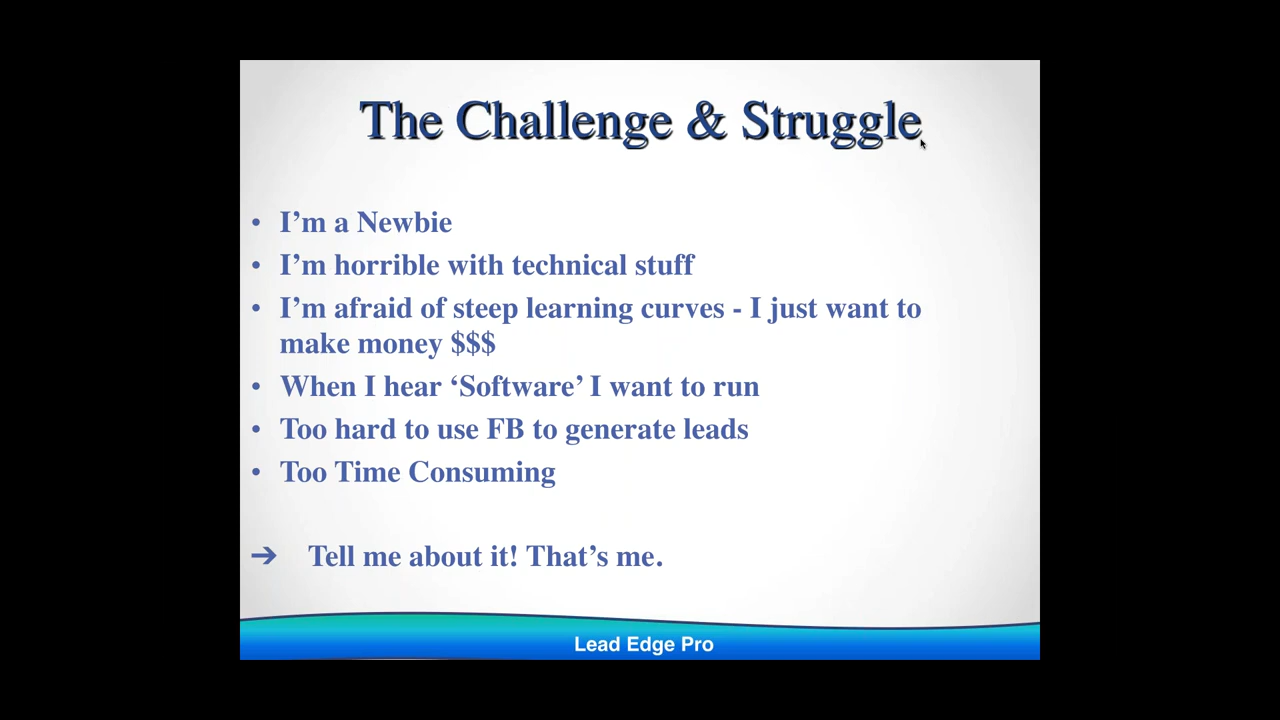 The Challenge & Struggle
• I’m a Newbie
• I’m horrible with technical stuff
• I’m afraid of steep learning curves - I just want to
make money $$$
• When I hear ‘Software’ I want to run
• Too hard to use FB to generate leads
• Too Time Consuming
➔ Tell me about it! That’s me.
Lead Edge Pro